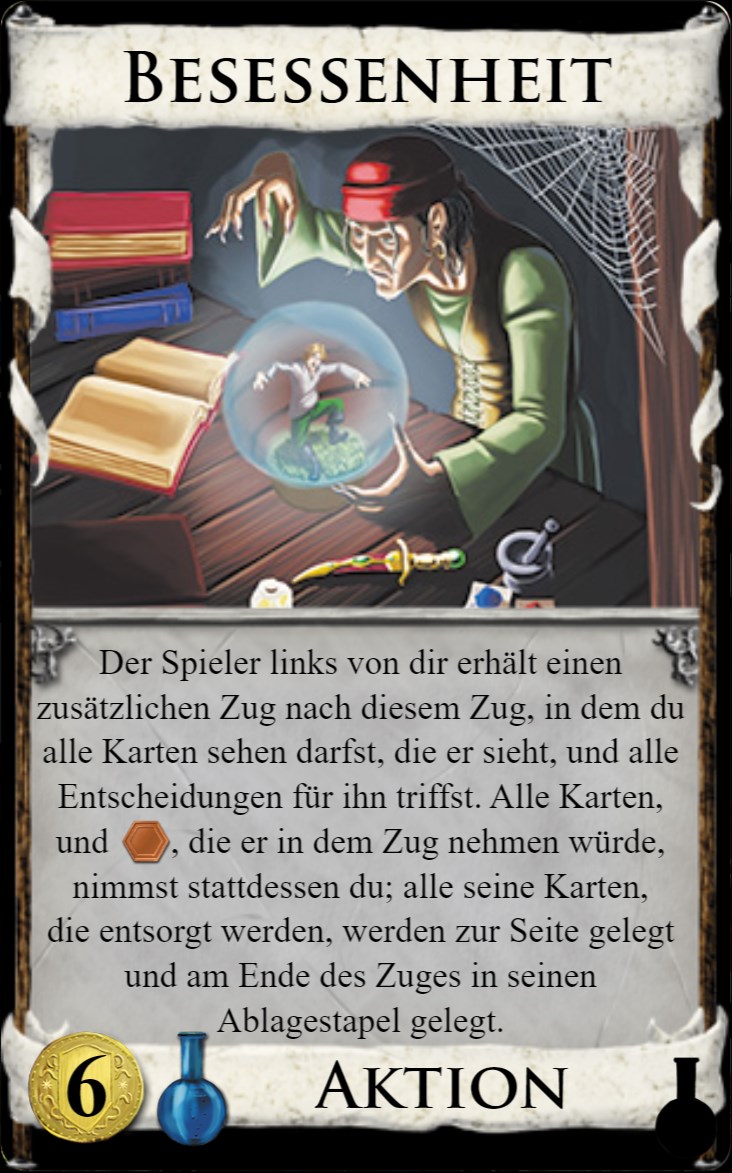 Besessenheit
Der Spieler links von dir erhält einen
zusätzlichen Zug nach diesem Zug, in dem du
alle Karten sehen darfst, die er sieht, und alle
Entscheidungen für ihn triffst. Alle Karten,
und , die er in dem Zug nehmen würde,
nimmst stattdessen du; alle seine Karten,
die entsorgt werden, werden zur Seite gelegt
und am Ende des Zuges in seinen
Ablagestapel gelegt.
6 Aktion